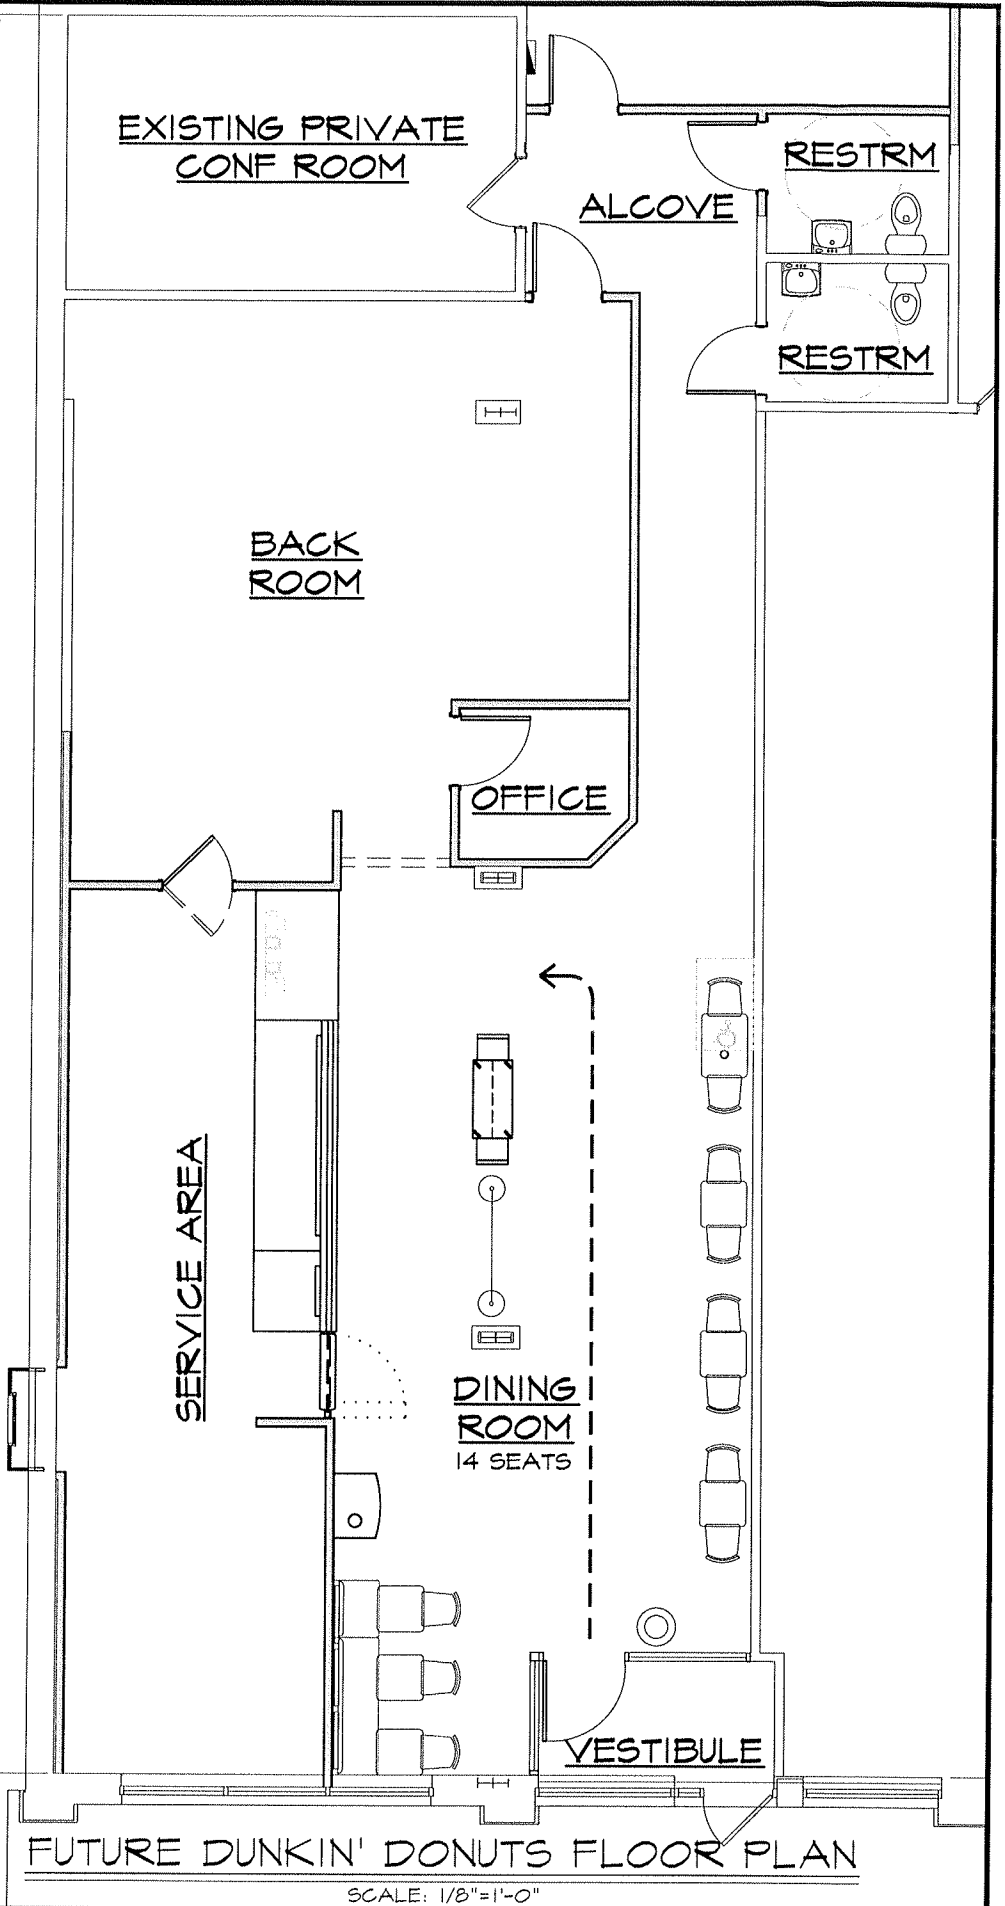 EXISTING PRIVATE
CONF ROOM
RESTRM
ALCOVE
RESTRM
BACK
ROOM
OFFICE
SERVICE AREA
DINING
ROOM
14 SEATS
VESTIBULE
FUTURE DUNKIN' DONUTS FLOOR PLAN
SCALE: 1/8"=1'-0"